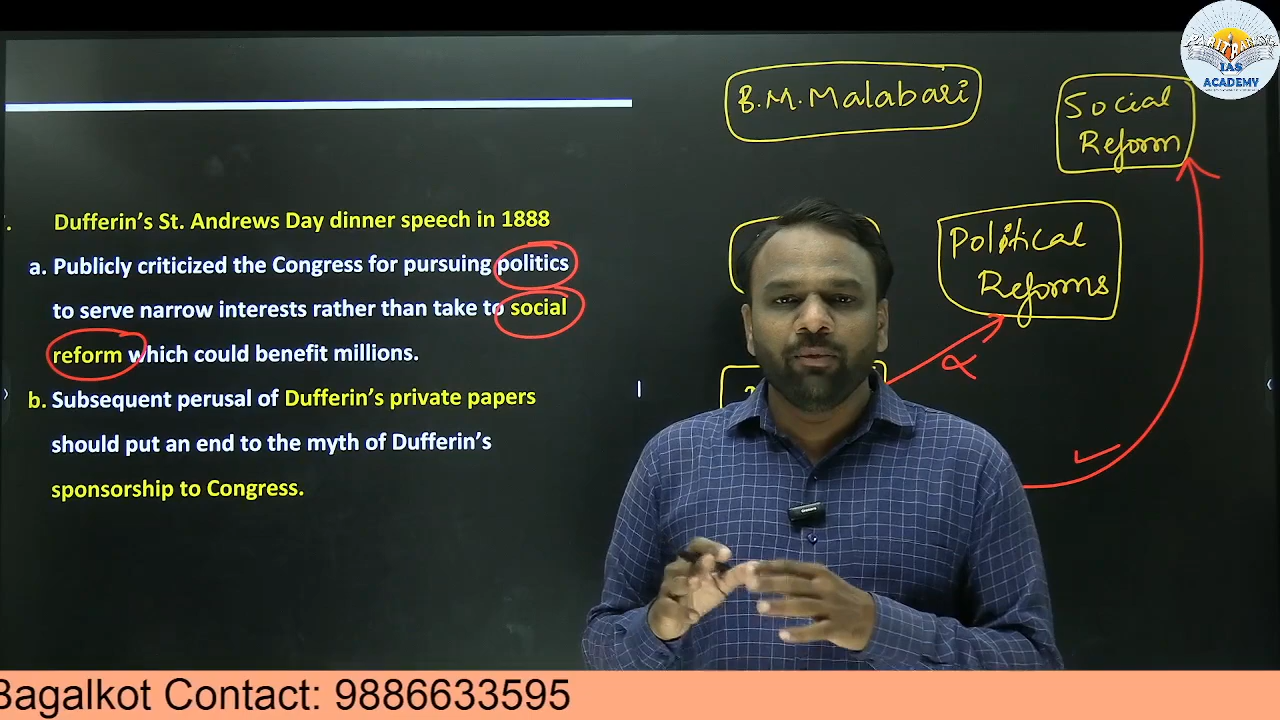 Dufferin’s St. Andrews Day dinner speech in 1888
a. Publicly criticized the Congress for pursuing politics
to serve narrow interests rather than take to social
reform which could benefit millions.
b. Subsequent perusal of Dufferin’s private papers
should put an end to the myth of Dufferin’s
sponsorship to Congress.
B.M.Malabari
Social
Reform
Political
Reforms
IAS
ACADEMY
Bagalkot Contact: 9886633595